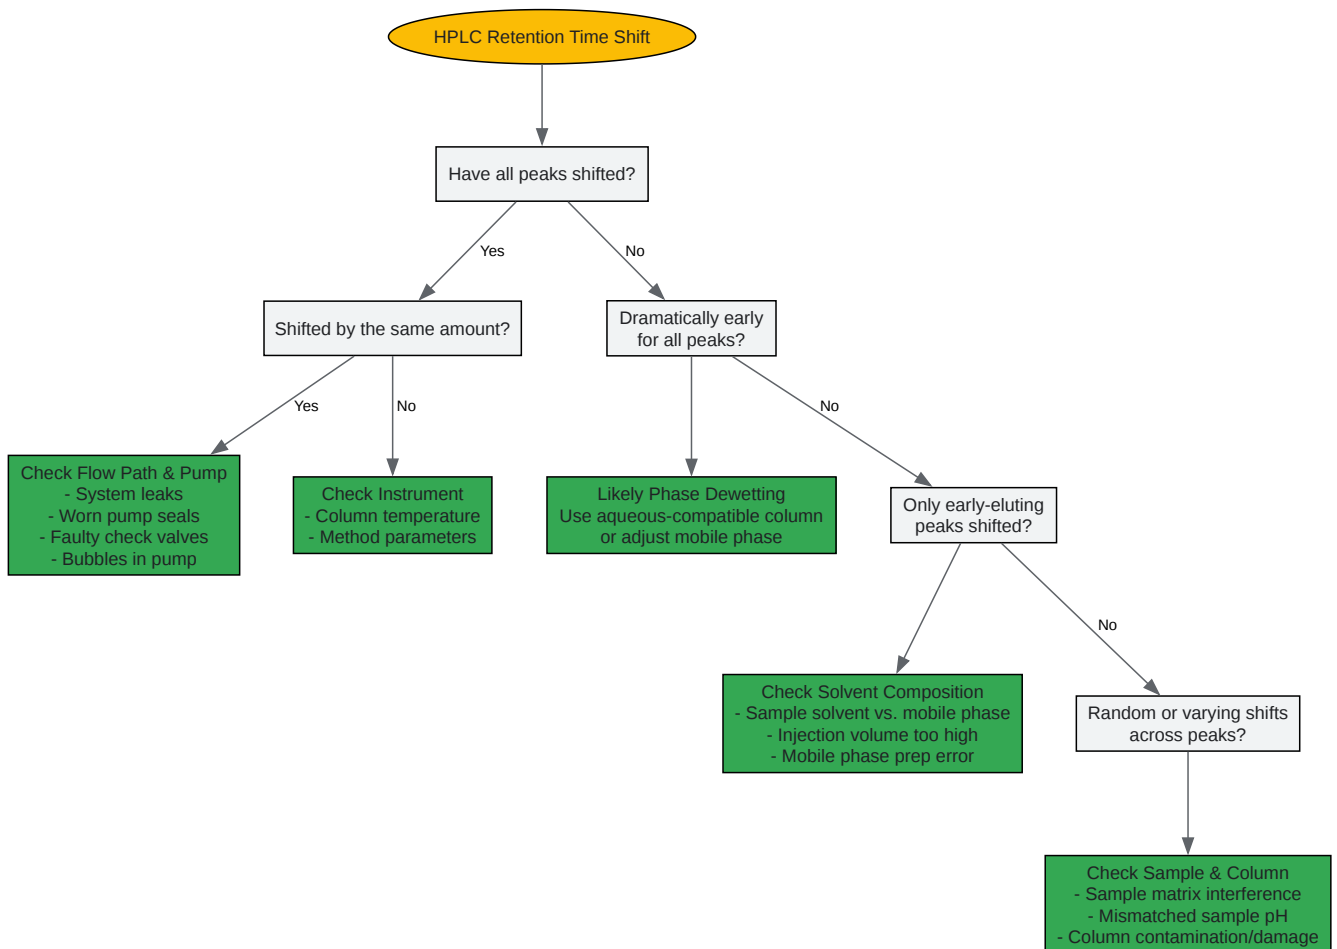 HPLC Retention Time Shift
Have all peaks shifted?
Yes
No
Shifted by the same amount?
Dramatically early
for all peaks?
Yes
No
No
Check Flow Path & Pump
- System leaks
- Worn pump seals
- Faulty check valves
- Bubbles in pump
Check Instrument
- Column temperature
- Method parameters
Likely Phase Dewetting
Use aqueous-compatible column
or adjust mobile phase
Only early-eluting
peaks shifted?
No
Check Solvent Composition
- Sample solvent vs. mobile phase
- Injection volume too high
- Mobile phase prep error
Random or varying shifts
across peaks?
Check Sample & Column
- Sample matrix interference
- Mismatched sample pH
- Column contamination/damage